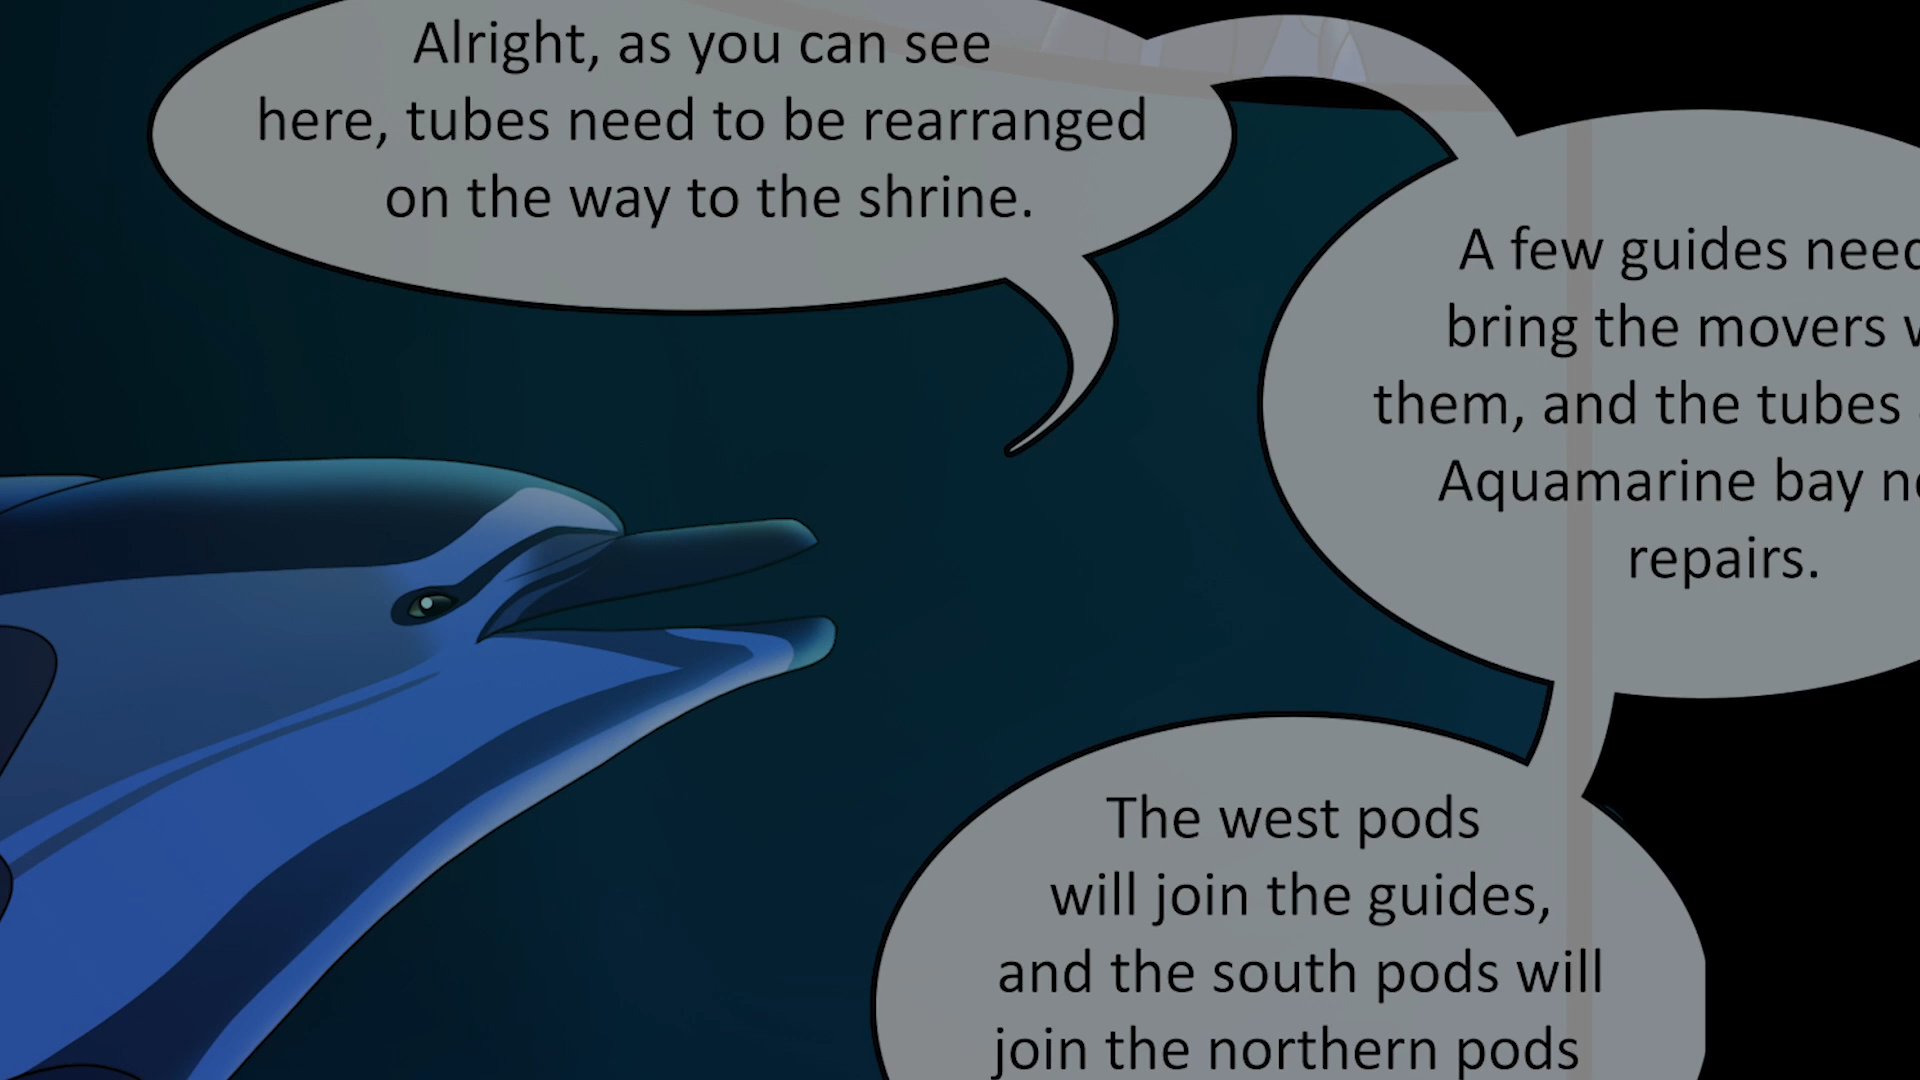 Alright, as you can see
here, tubes need to be rearranged
on the way to the shrine.
A few guides need
bring the movers
them, and the tubes
Aquamarine bay
repairs.
The west pods
will join the guides,
and the south pods will
join the northern pods